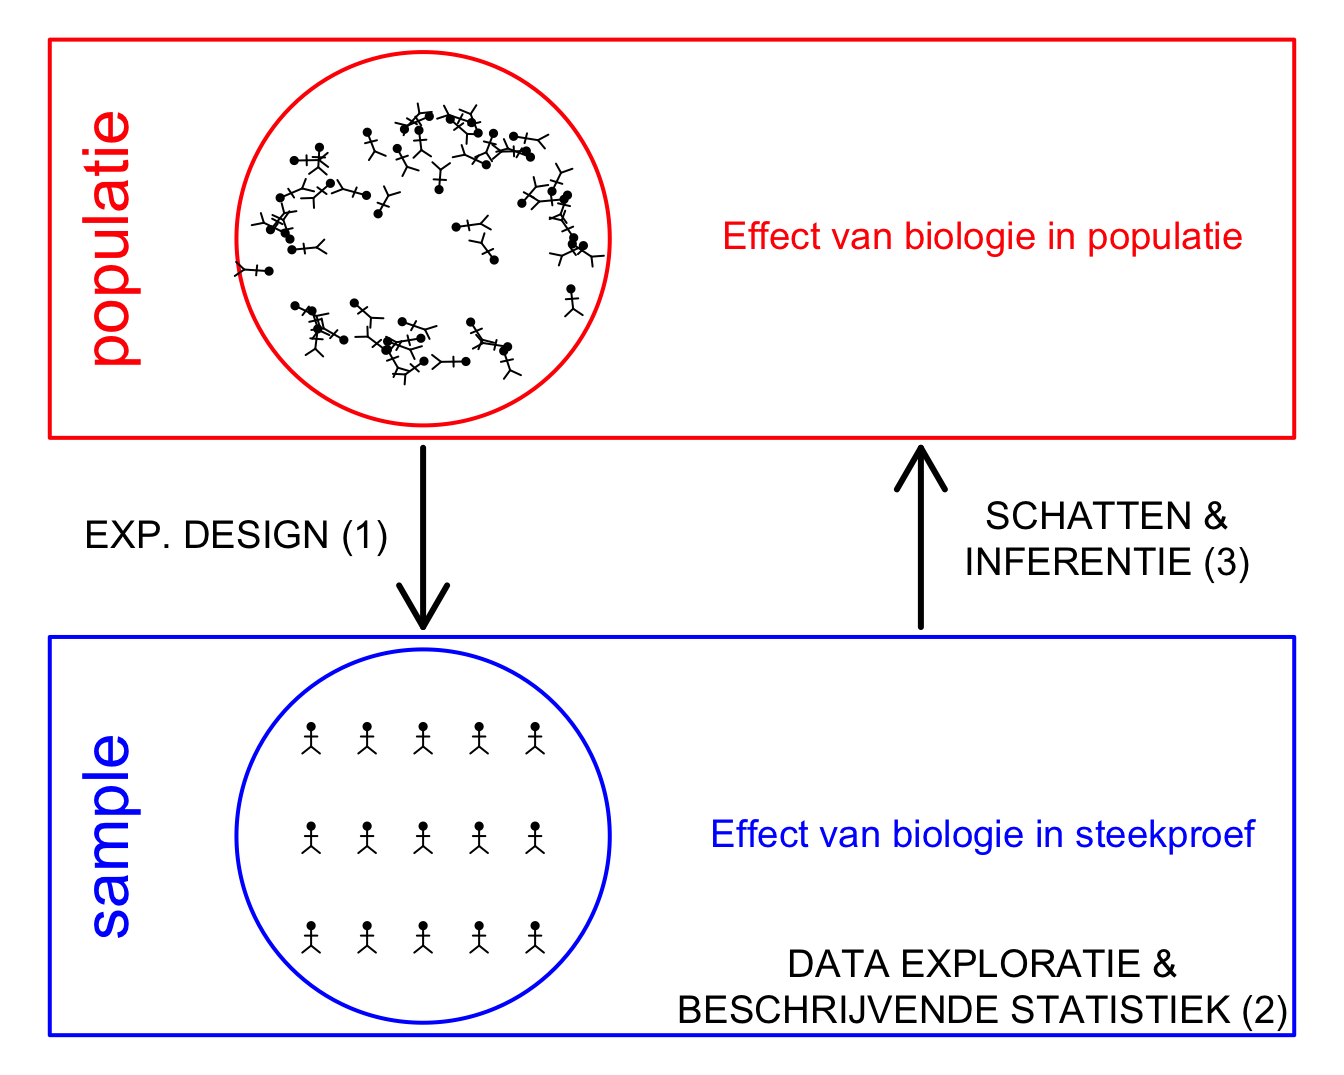 populatie
Effect van biologie in populatie
EXP. DESIGN (1)
SCHATTEN &
INFERENTIE (3)
sample
Effect van biologie in steekproef
DATA EXPLORATIE &
BESCHRIJVENDE STATISTIEK (2)